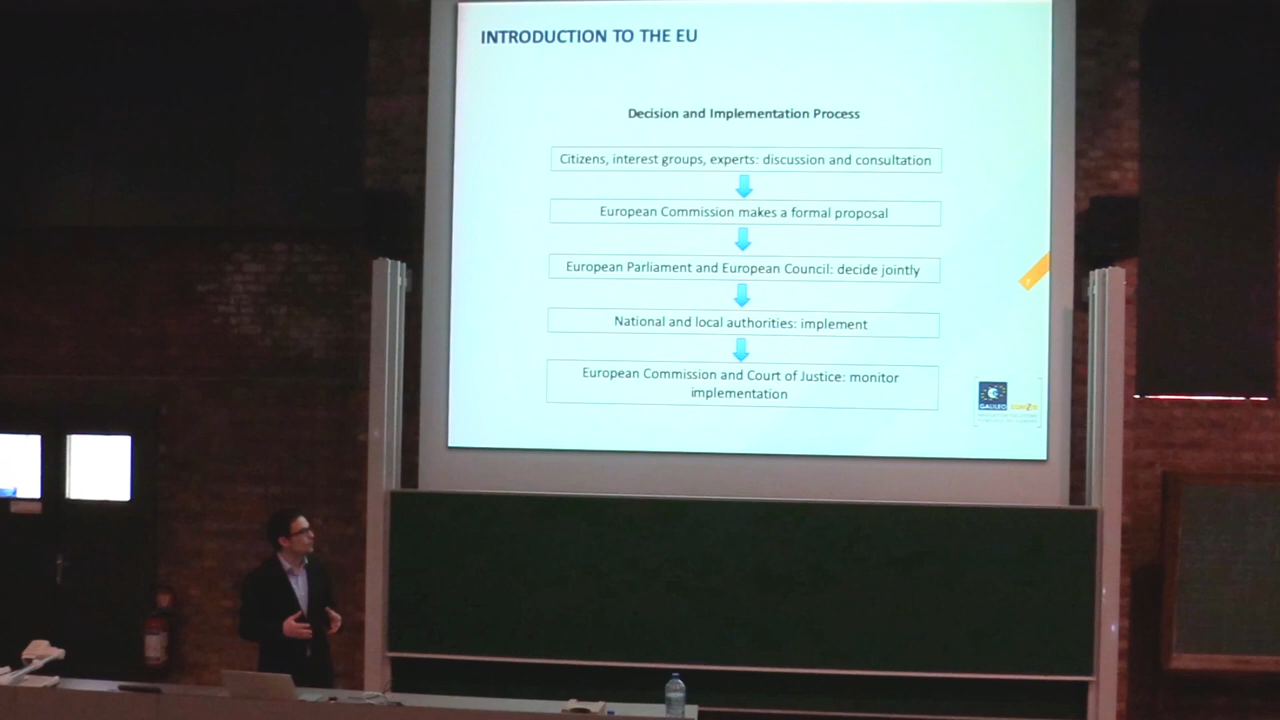 INTRODUCTION TO THE EU
Decision and Implementation Process
Citizens, interest groups, experts: discussion and consultation
European Commission makes a formal proposal
European Parliament and European Council: decide jointly
National and local authorities: implement
European Commission and Court of Justice: monitor
implementation
GALILEO